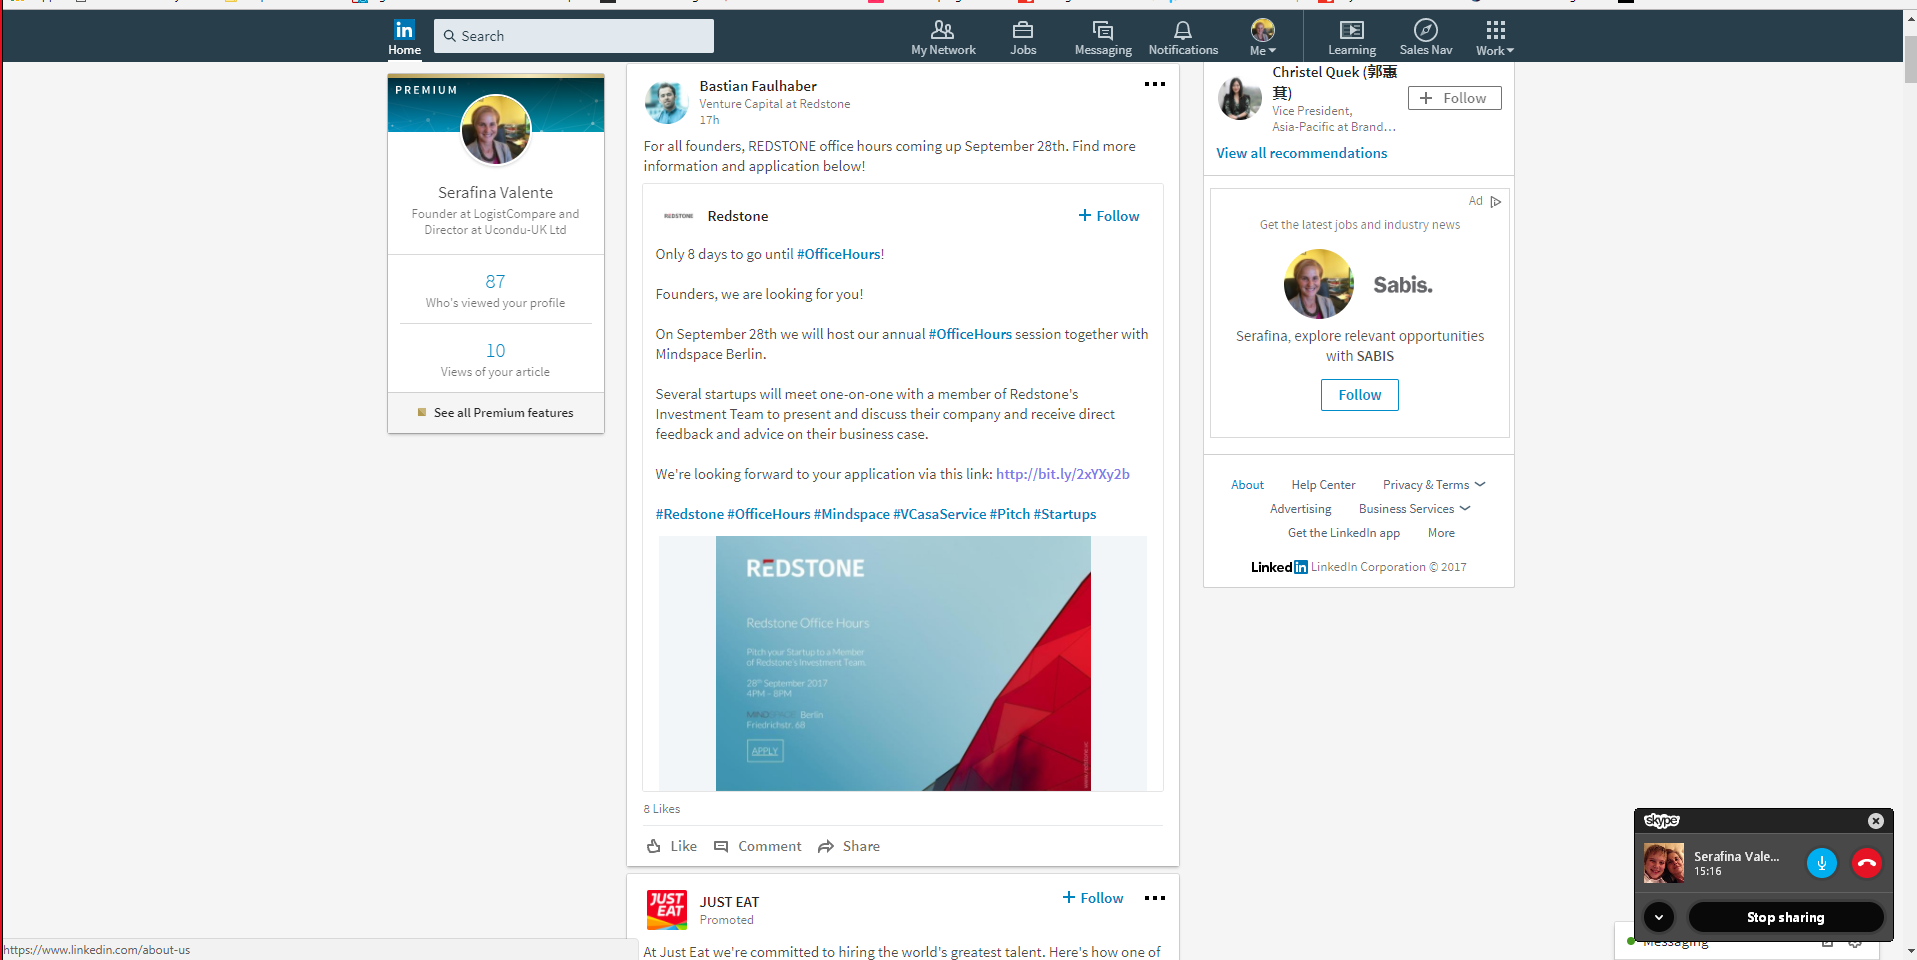 in
Home
Search
My Network
Jobs
Messaging
Notifications
Me
Learning
Sales Nav
Work
PREMIUM
Serafina Valente
Founder at LogistCompare and
Director at Ucondu-UK Ltd
87
Who's viewed your profile
10
Views of your article
See all Premium features
Bastian Faulhaber
Venture Capital at Redstone
17h
For all founders, REDSTONE office hours coming up September 28th. Find more
information and application below!
REDSTONE
Redstone
+ Follow
Only 8 days to go until #OfficeHours!
Founders, we are looking for you!
On September 28th we will host our annual #OfficeHours session together with
Mindspace Berlin.
Several startups will meet one-on-one with a member of Redstone's
Investment Team to present and discuss their company and receive direct
feedback and advice on their business case.
We're looking forward to your application via this link: http://bit.ly/2xYXy2b
#Redstone #OfficeHours #Mindspace #VCasaService #Pitch #Startups
REDSTONE
Redstone Office Hours
Pitch your Startup to a Member
of Redstone's Investment Team.
28th September 2017
4PM - 8PM
MINDSPACE Berlin
Friedrichstr. 68
APPLY
www.redstone.vc
8 Likes
Like
Comment
Share
JUST EAT
JUST EAT
Promoted
+ Follow
At Just Eat we're committed to hiring the world's greatest talent. Here's how one of
Christel Quek (郭惠
萁)
Vice President,
Asia-Pacific at Brand…
+ Follow
View all recommendations
Ad
Get the latest jobs and industry news
Sabis.
Serafina, explore relevant opportunities
with SABIS
Follow
About
Help Center
Privacy & Terms
Advertising
Business Services
Get the LinkedIn app
More
Linked in LinkedIn Corporation © 2017
skype
Serafina Vale...
15:16
Stop sharing
Messaging
https://www.linkedin.com/about-us